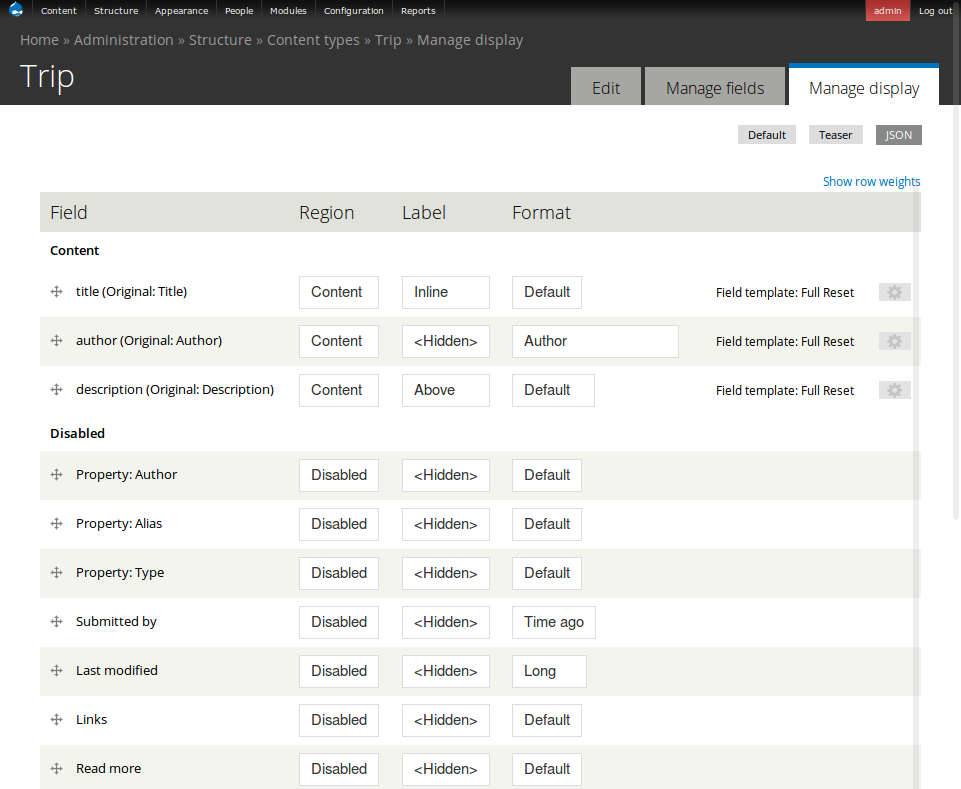 Content Structure Appearance People Modules Configuration Reports admin Log out
Home » Administration » Structure » Content types » Trip » Manage display
Trip
Edit Manage fields Manage display
Default Teaser JSON
Show row weights
Field Region Label Format
Content
title (Original: Title) Content Inline Default Field template: Full Reset
author (Original: Author) Content <Hidden> Author Field template: Full Reset
description (Original: Description) Content Above Default Field template: Full Reset
Disabled
Property: Author Disabled <Hidden> Default
Property: Alias Disabled <Hidden> Default
Property: Type Disabled <Hidden> Default
Submitted by Disabled <Hidden> Time ago
Last modified Disabled <Hidden> Long
Links Disabled <Hidden> Default
Read more Disabled <Hidden> Default